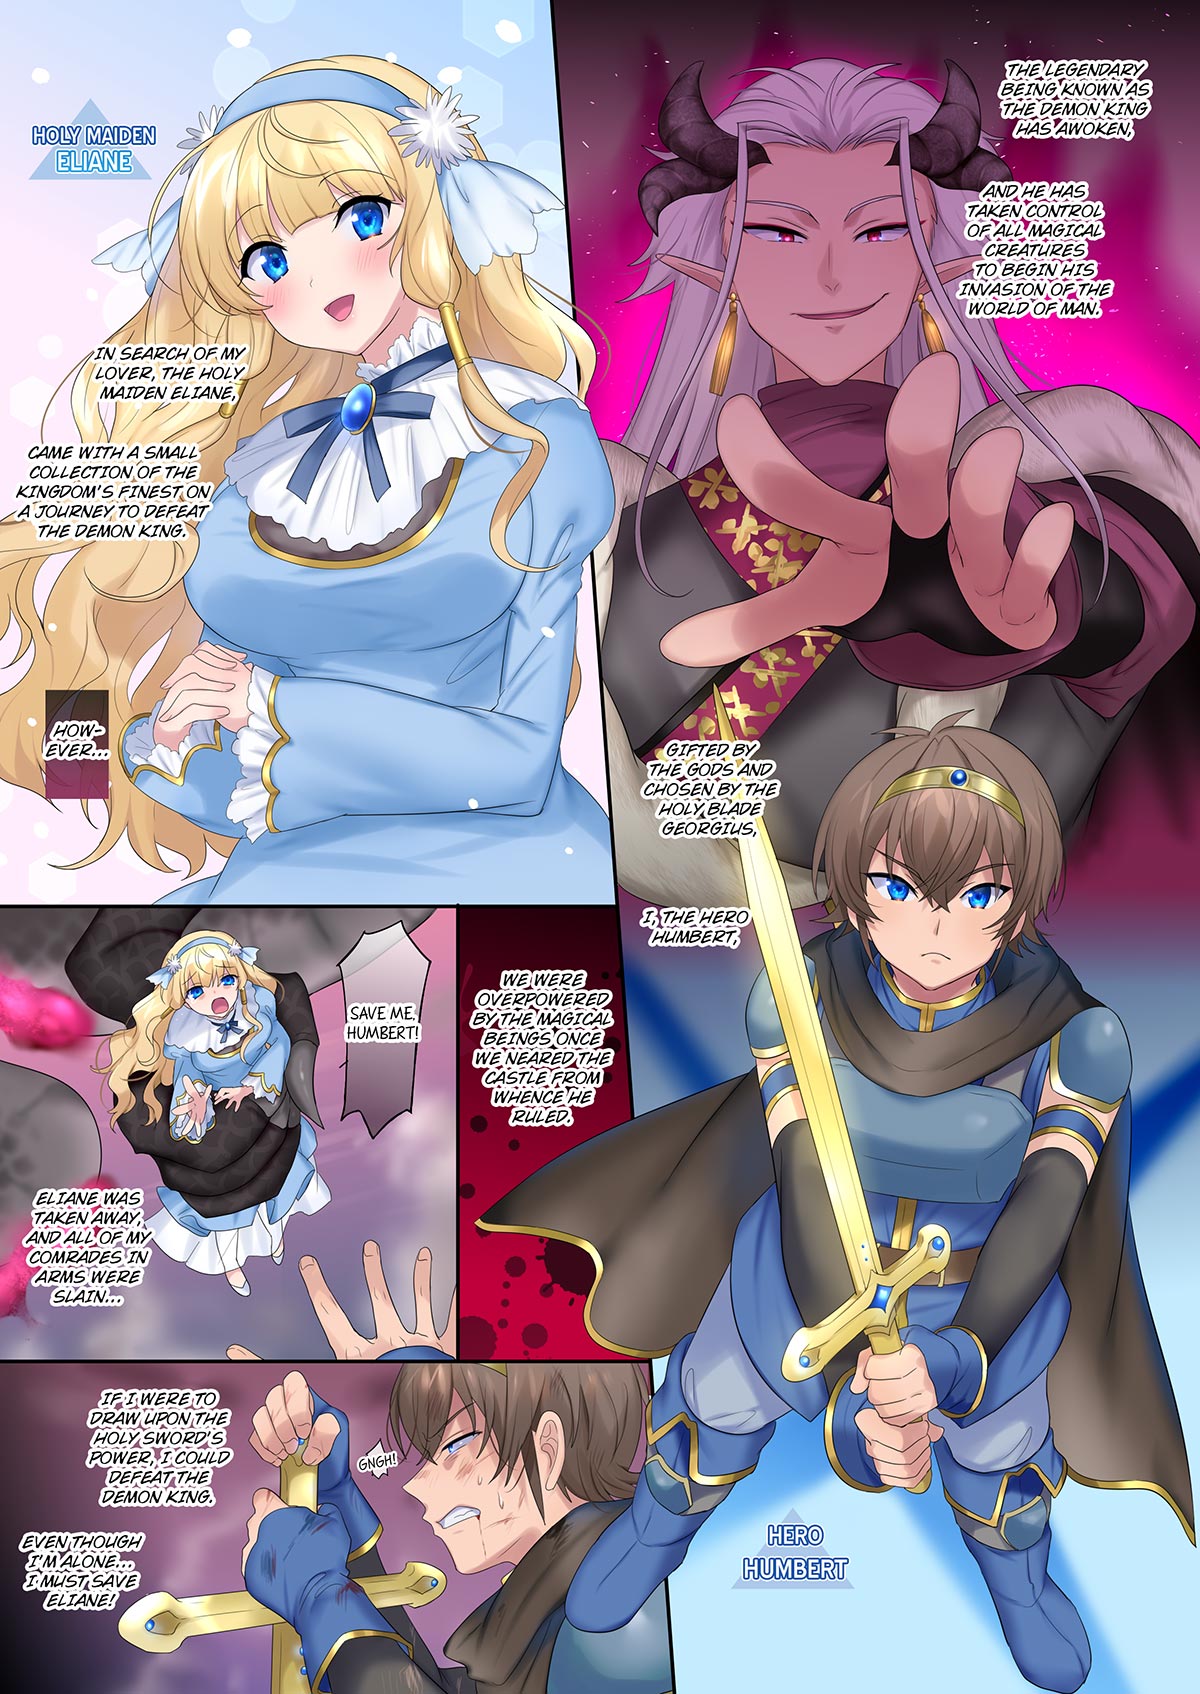 THE LEGENDARY
BEING KNOWN AS
THE DEMON KING
HAS AWOKEN,
AND HE HAS
TAKEN CONTROL
OF ALL MAGICAL
CREATURES
TO BEGIN HIS
INVASION OF THE
WORLD OF MAN.
GIFTED BY
THE GODS AND
CHOSEN BY THE
HOLY BLADE
GEORGIUS,
I, THE HERO
HUMBERT,
HERO
HUMBERT
HOLY MAIDEN
ELIANE
IN SEARCH OF MY
LOVER, THE HOLY
MAIDEN ELIANE,
CAME WITH A SMALL
COLLECTION OF THE
KINGDOM'S FINEST ON
A JOURNEY TO DEFEAT
THE DEMON KING.
HOW-
EVER...
WE WERE
OVERPOWERED
BY THE MAGICAL
BEINGS ONCE
WE NEARED THE
CASTLE FROM
WHENCE HE
RULED.
SAVE ME,
HUMBERT!
ELIANE WAS
TAKEN AWAY,
AND ALL OF MY
COMRADES IN
ARMS WERE
SLAIN...
IF I WERE TO
DRAW UPON THE
HOLY SWORD'S
POWER, I COULD
DEFEAT THE
DEMON KING.
GNGH!
EVEN THOUGH
I'M ALONE...
I MUST SAVE
ELIANE!